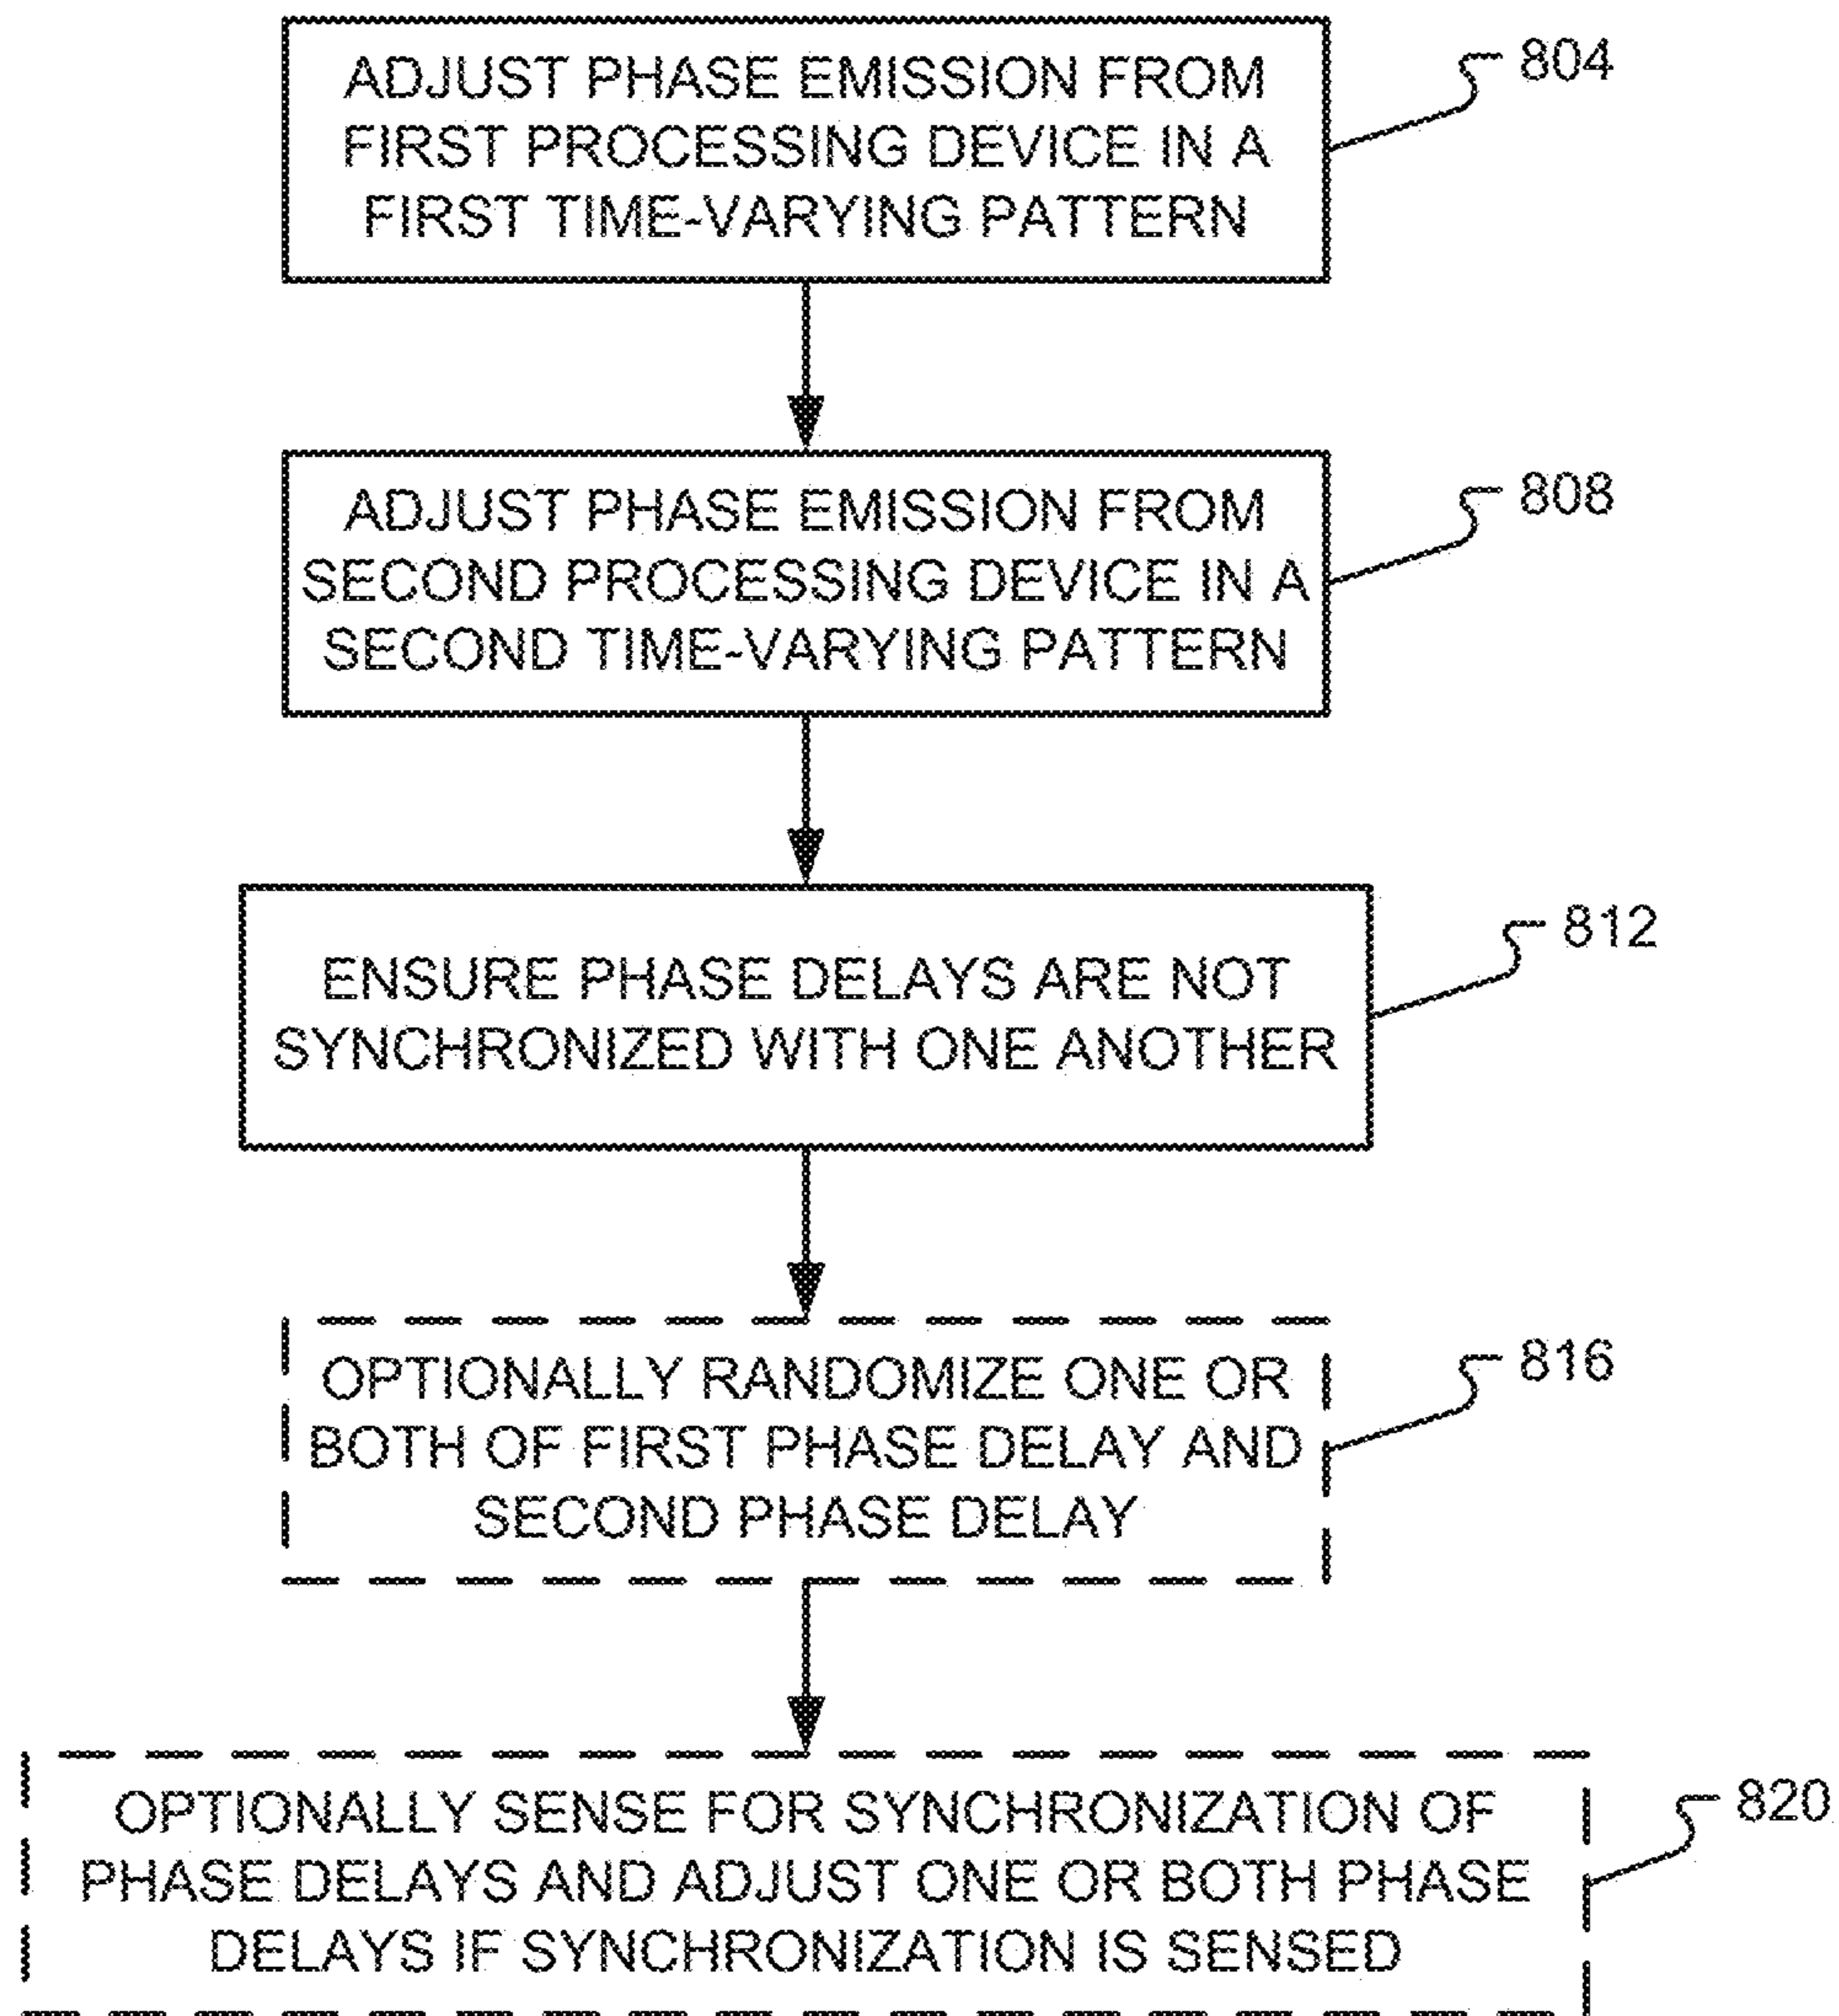 ADJUST PHASE EMISSION FROM
FIRST PROCESSING DEVICE IN A
FIRST TIME-VARYING PATTERN
804
ADJUST PHASE EMISSION FROM
SECOND PROCESSING DEVICE IN A
SECOND TIME-VARYING PATTERN
808
ENSURE PHASE DELAYS ARE NOT
SYNCHRONIZED WITH ONE ANOTHER
812
OPTIONALLY RANDOMIZE ONE OR
BOTH OF FIRST PHASE DELAY AND
SECOND PHASE DELAY
816
OPTIONALLY SENSE FOR SYNCHRONIZATION OF
PHASE DELAYS AND ADJUST ONE OR BOTH PHASE
DELAYS IF SYNCHRONIZATION IS SENSED
820